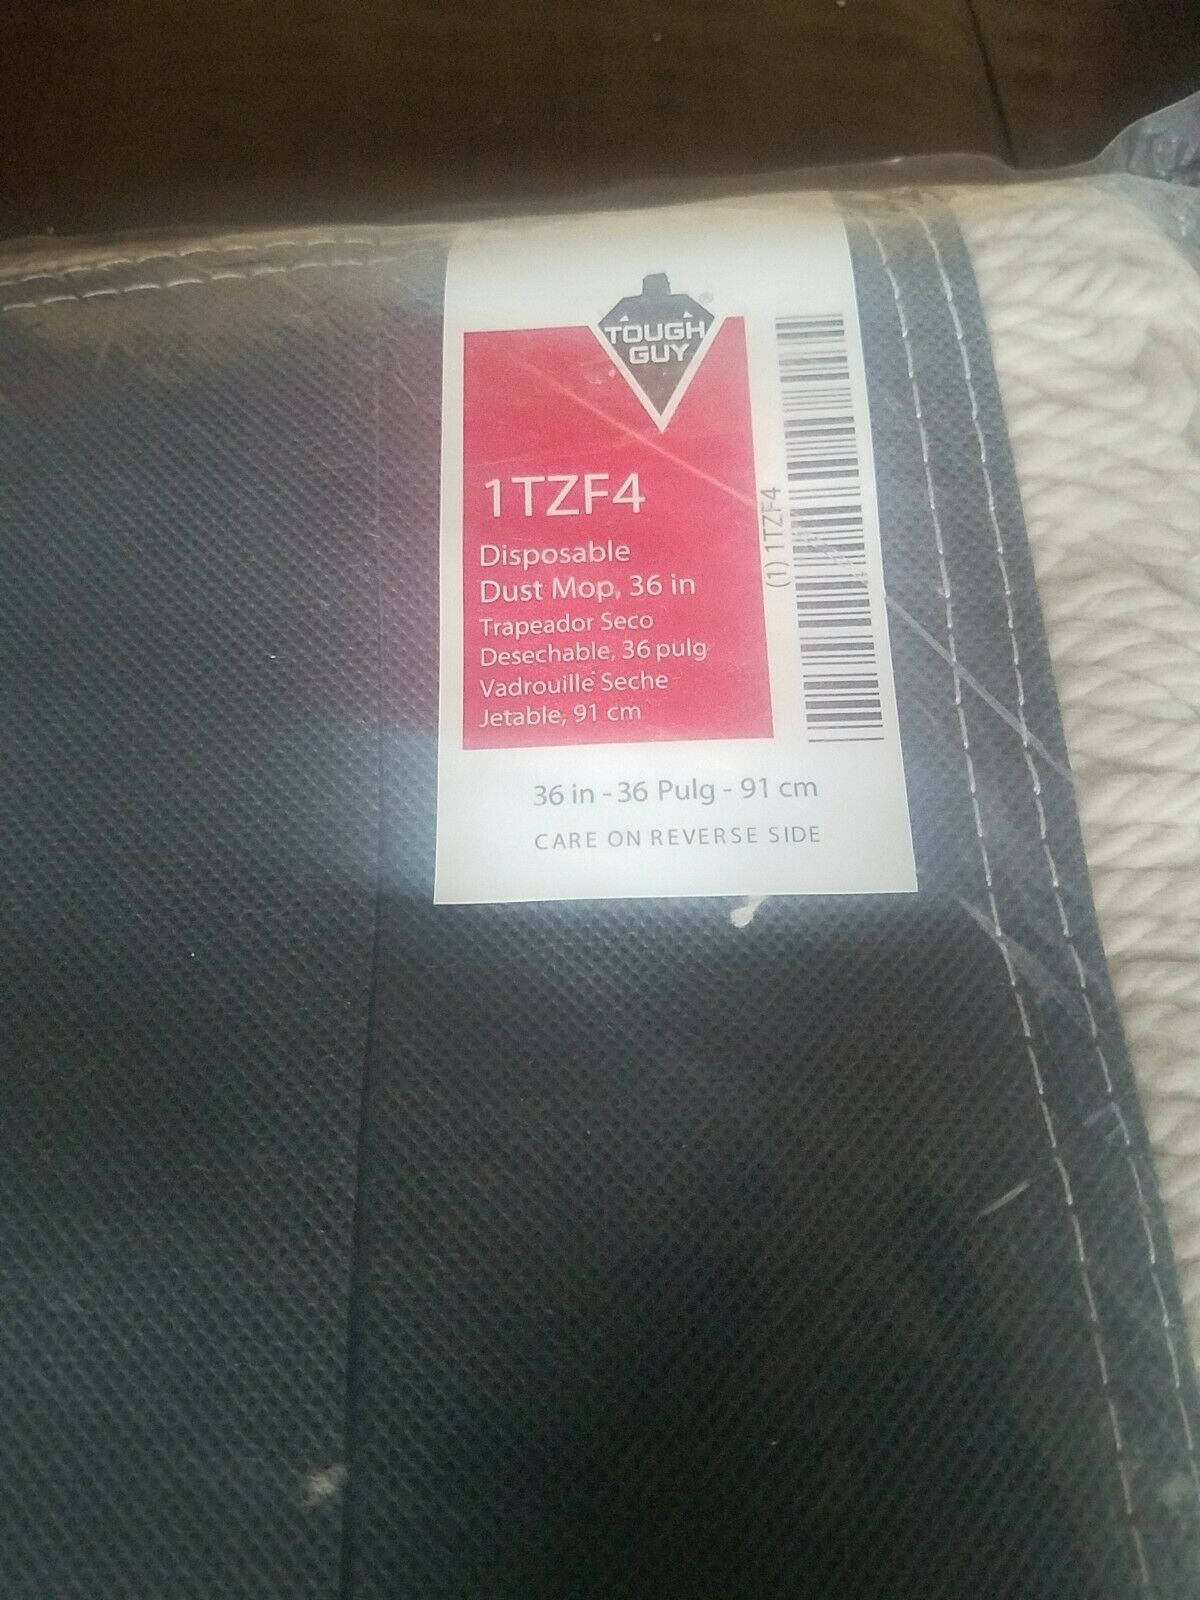 TOUGH
GUY
®
1TZF4
Disposable
Dust Mop, 36 in
Trapeador Seco
Desechable, 36 pulg
Vadrouille Seche
Jetable, 91 cm
(1) 1TZF4
36 in - 36 Pulg - 91 cm
CARE ON REVERSE SIDE